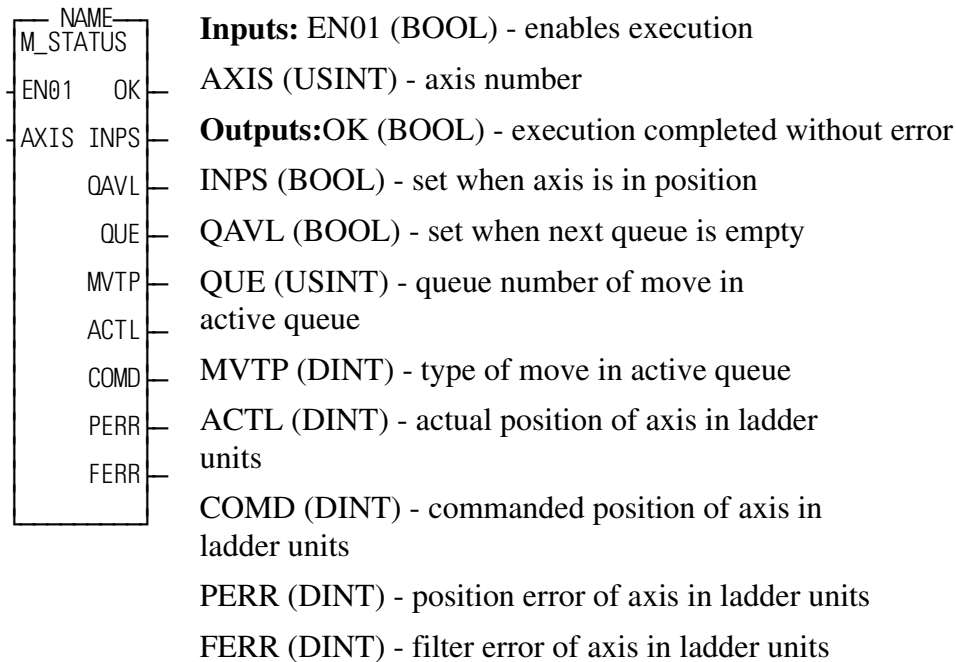 NAME
M_STATUS
EN01 OK
AXIS INPS
QAVL
QUE
MVTP
ACTL
COMD
PERR
FERR
Inputs: EN01 (BOOL) - enables execution
AXIS (USINT) - axis number
Outputs:OK (BOOL) - execution completed without error
INPS (BOOL) - set when axis is in position
QAVL (BOOL) - set when next queue is empty
QUE (USINT) - queue number of move in
active queue
MVTP (DINT) - type of move in active queue
ACTL (DINT) - actual position of axis in ladder
units
COMD (DINT) - commanded position of axis in
ladder units
PERR (DINT) - position error of axis in ladder units
FERR (DINT) - filter error of axis in ladder units